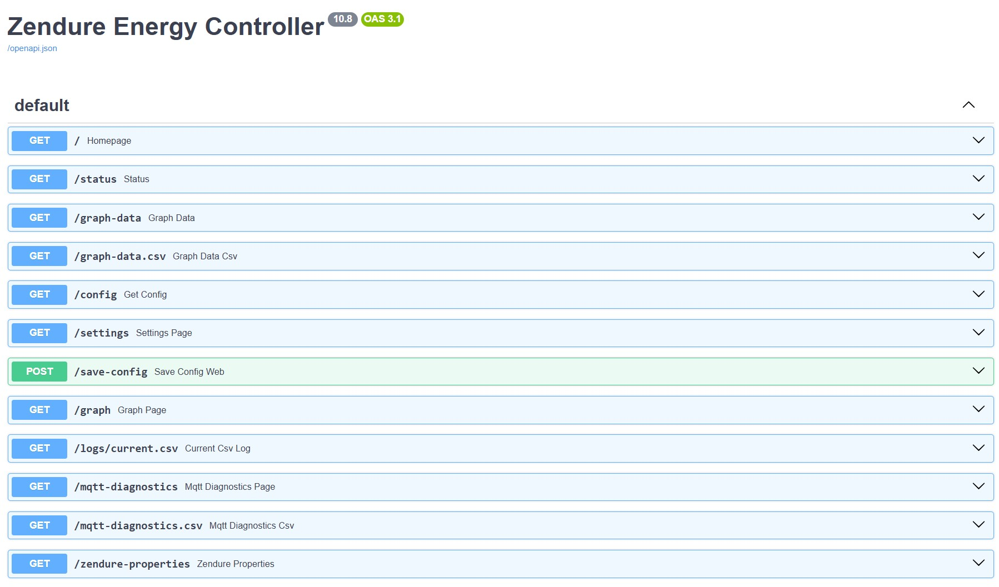 Zendure Energy Controller 10.8 OAS 3.1
/openapi.json
default
GET / Homepage
GET /status Status
GET /graph-data Graph Data
GET /graph-data.csv Graph Data Csv
GET /config Get Config
GET /settings Settings Page
POST /save-config Save Config Web
GET /graph Graph Page
GET /logs/current.csv Current Csv Log
GET /mqtt-diagnostics Mqtt Diagnostics Page
GET /mqtt-diagnostics.csv Mqtt Diagnostics Csv
GET /zendure-properties Zendure Properties